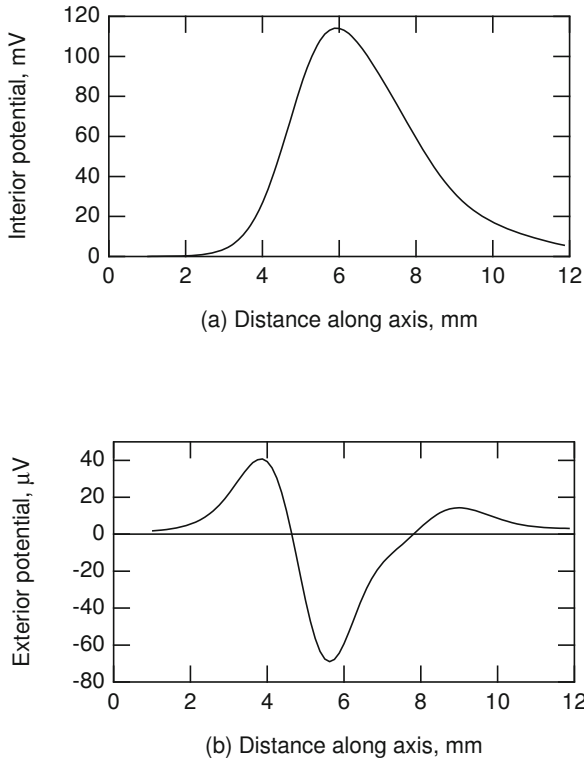 Interior potential, mV
120
100
80
60
40
20
0
0 2 4 6 8 10 12
(a) Distance along axis, mm
Exterior potential, μV
40
20
0
-20
-40
-60
-80
0 2 4 6 8 10 12
(b) Distance along axis, mm